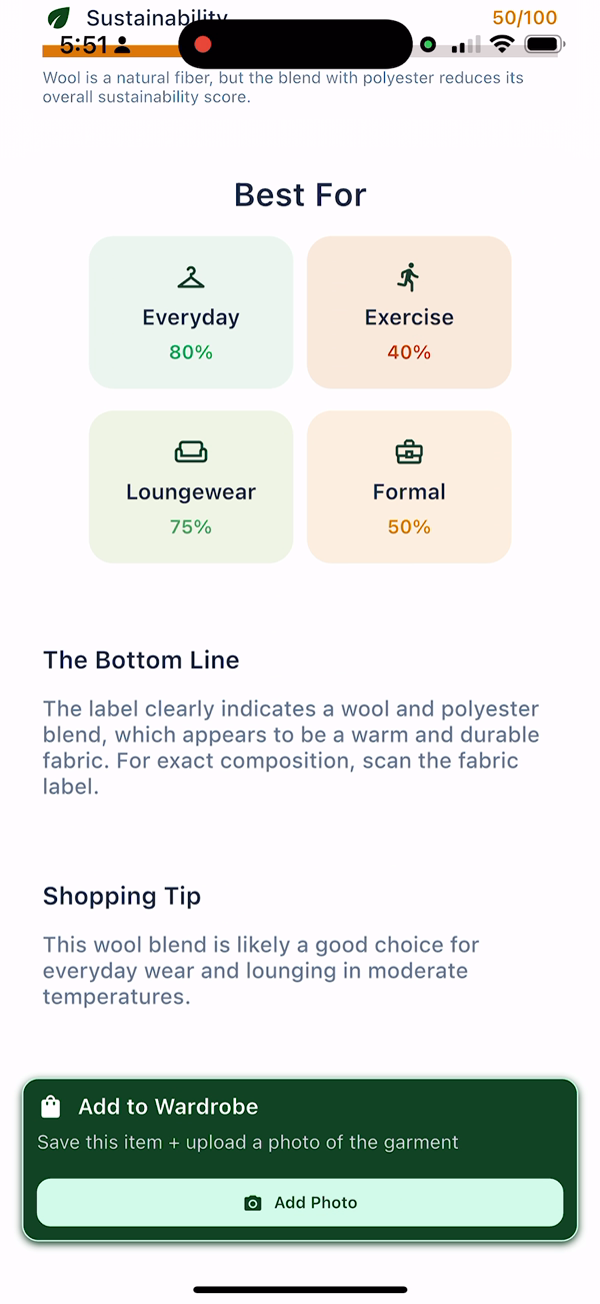 Sustainability 50/100
5:51
Wool is a natural fiber, but the blend with polyester reduces its
overall sustainability score.
Best For
Everyday
80%
Exercise
40%
Loungewear
75%
Formal
50%
The Bottom Line
The label clearly indicates a wool and polyester
blend, which appears to be a warm and durable
fabric. For exact composition, scan the fabric
label.
Shopping Tip
This wool blend is likely a good choice for
everyday wear and lounging in moderate
temperatures.
Add to Wardrobe
Save this item + upload a photo of the garment
Add Photo